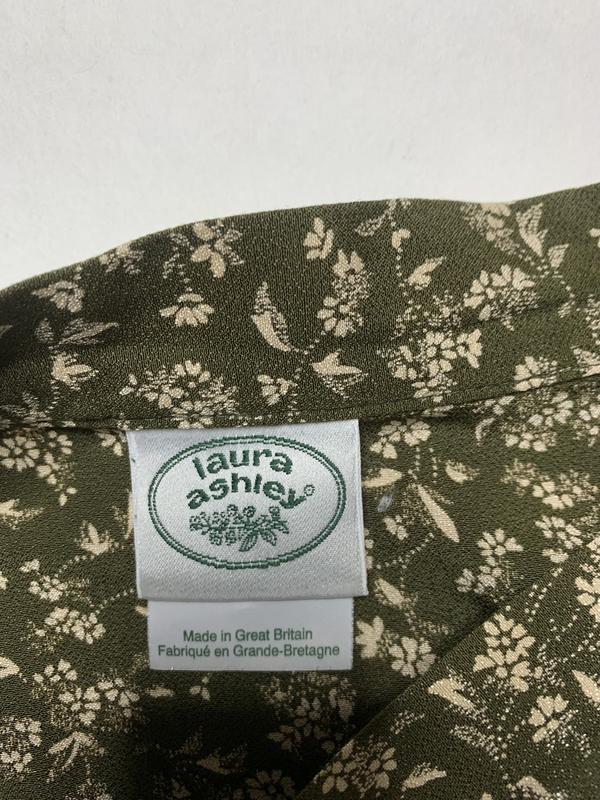 laura
ashley®
Made in Great Britain
Fabriqué en Grande-Bretagne